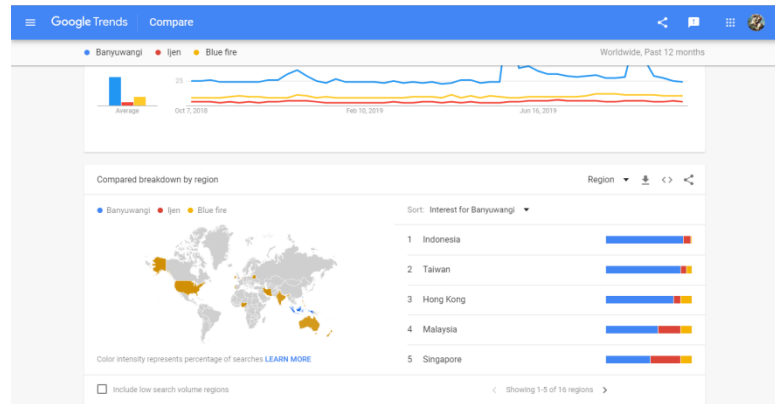 Google Trends Compare
Banyuwangi Ijen Blue fire Worldwide, Past 12 months
25
Average Oct 7, 2018 Feb 10, 2019 Jun 16, 2019
Compared breakdown by region Region
Banyuwangi Ijen Blue fire Sort: Interest for Banyuwangi
1 Indonesia
2 Taiwan
3 Hong Kong
4 Malaysia
Color intensity represents percentage of searches LEARN MORE 5 Singapore
Include low search volume regions Showing 1-5 of 16 regions